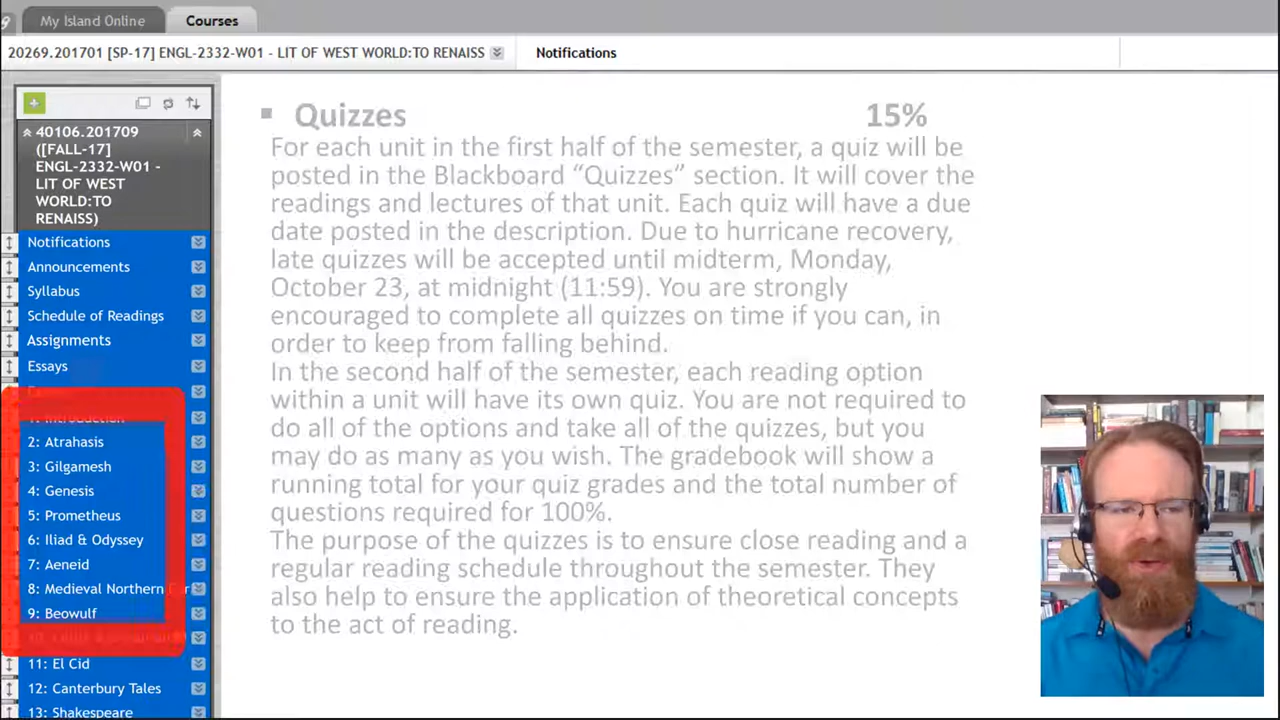 My Island Online
Courses
20269.201701 [SP-17] ENGL-2332-W01 - LIT OF WEST WORLD:TO RENAISS
Notifications
40106.201709
([FALL-17]
ENGL-2332-W01 -
LIT OF WEST
WORLD:TO
RENAISS)
Notifications
Announcements
Syllabus
Schedule of Readings
Assignments
Essays
1: Introduction
2: Atrahasis
3: Gilgamesh
4: Genesis
5: Prometheus
6: Iliad & Odyssey
7: Aeneid
8: Medieval Northern
9: Beowulf
11: El Cid
12: Canterbury Tales
13: Shakespeare
▪ Quizzes 15%
For each unit in the first half of the semester, a quiz will be
posted in the Blackboard “Quizzes” section. It will cover the
readings and lectures of that unit. Each quiz will have a due
date posted in the description. Due to hurricane recovery,
late quizzes will be accepted until midterm, Monday,
October 23, at midnight (11:59). You are strongly
encouraged to complete all quizzes on time if you can, in
order to keep from falling behind.
In the second half of the semester, each reading option
within a unit will have its own quiz. You are not required to
do all of the options and take all of the quizzes, but you
may do as many as you wish. The gradebook will show a
running total for your quiz grades and the total number of
questions required for 100%.
The purpose of the quizzes is to ensure close reading and a
regular reading schedule throughout the semester. They
also help to ensure the application of theoretical concepts
to the act of reading.